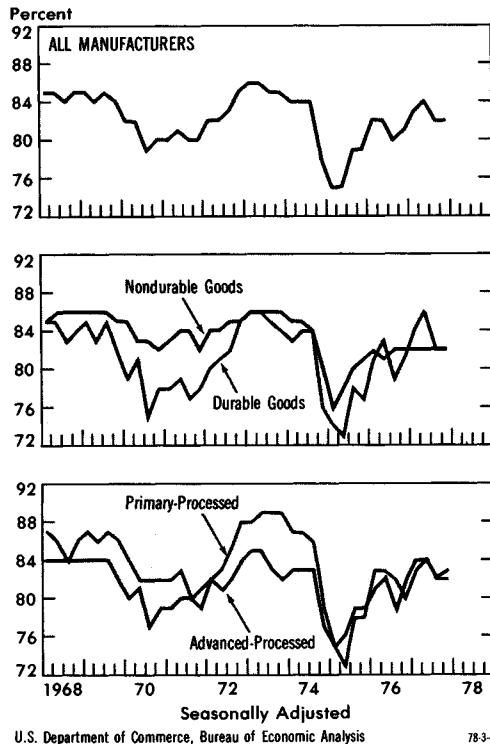 Percent
92
ALL MANUFACTURERS
88
84
80
76
72
92
88
Nondurable Goods
84
80
76
Durable Goods
72
92
Primary-Processed
88
84
80
76
Advanced-Processed
72
1968 70 72 74 76 78
Seasonally Adjusted
U.S. Department of Commerce, Bureau of Economic Analysis 78-3-